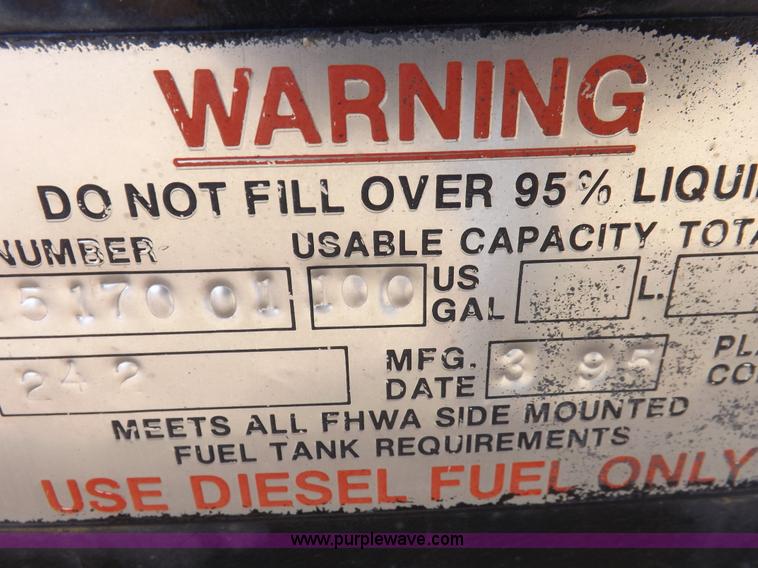 WARNING
DO NOT FILL OVER 95% LIQUI
NUMBER USABLE CAPACITY TOTA
5170 01 100 US GAL L.
242 MFG. DATE 3 95 PL
CO
MEETS ALL FHWA SIDE MOUNTED
FUEL TANK REQUIREMENTS
USE DIESEL FUEL ONLY
www.purplewave.com